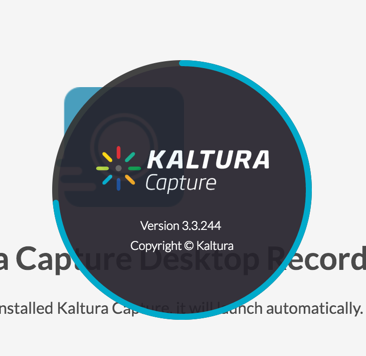 KALTURA
Capture
Version 3.3.244
Copyright © Kaltura
a Capture Desktop Record
nstalled Kaltura Capture, it will launch automatically.